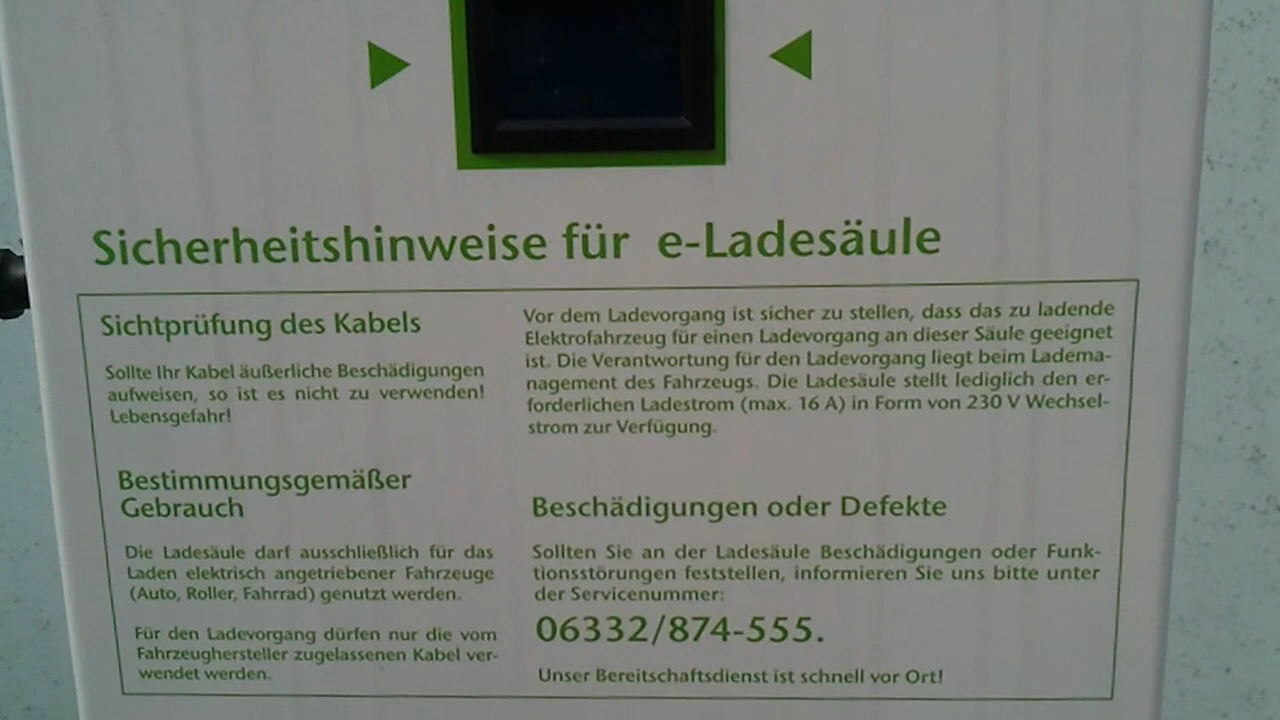 Sicherheitshinweise für e-Ladesäule
Sichtprüfung des Kabels
Sollte Ihr Kabel äußerliche Beschädigungen
aufweisen, so ist es nicht zu verwenden!
Lebensgefahr!
Bestimmungsgemäßer
Gebrauch
Die Ladesäule darf ausschließlich für das
Laden elektrisch angetriebener Fahrzeuge
(Auto, Roller, Fahrrad) genutzt werden.
Für den Ladevorgang dürfen nur die vom
Fahrzeughersteller zugelassenen Kabel ver-
wendet werden.
Vor dem Ladevorgang ist sicher zu stellen, dass das zu ladende
Elektrofahrzeug für einen Ladevorgang an dieser Säule geeignet
ist. Die Verantwortung für den Ladevorgang liegt beim Ladema-
nagement des Fahrzeugs. Die Ladesäule stellt lediglich den er-
forderlichen Ladestrom (max. 16 A) in Form von 230 V Wechsel-
strom zur Verfügung.
Beschädigungen oder Defekte
Sollten Sie an der Ladesäule Beschädigungen oder Funk-
tionsstörungen feststellen, informieren Sie uns bitte unter
der Servicenummer:
06332/874-555.
Unser Bereitschaftsdienst ist schnell vor Ort!